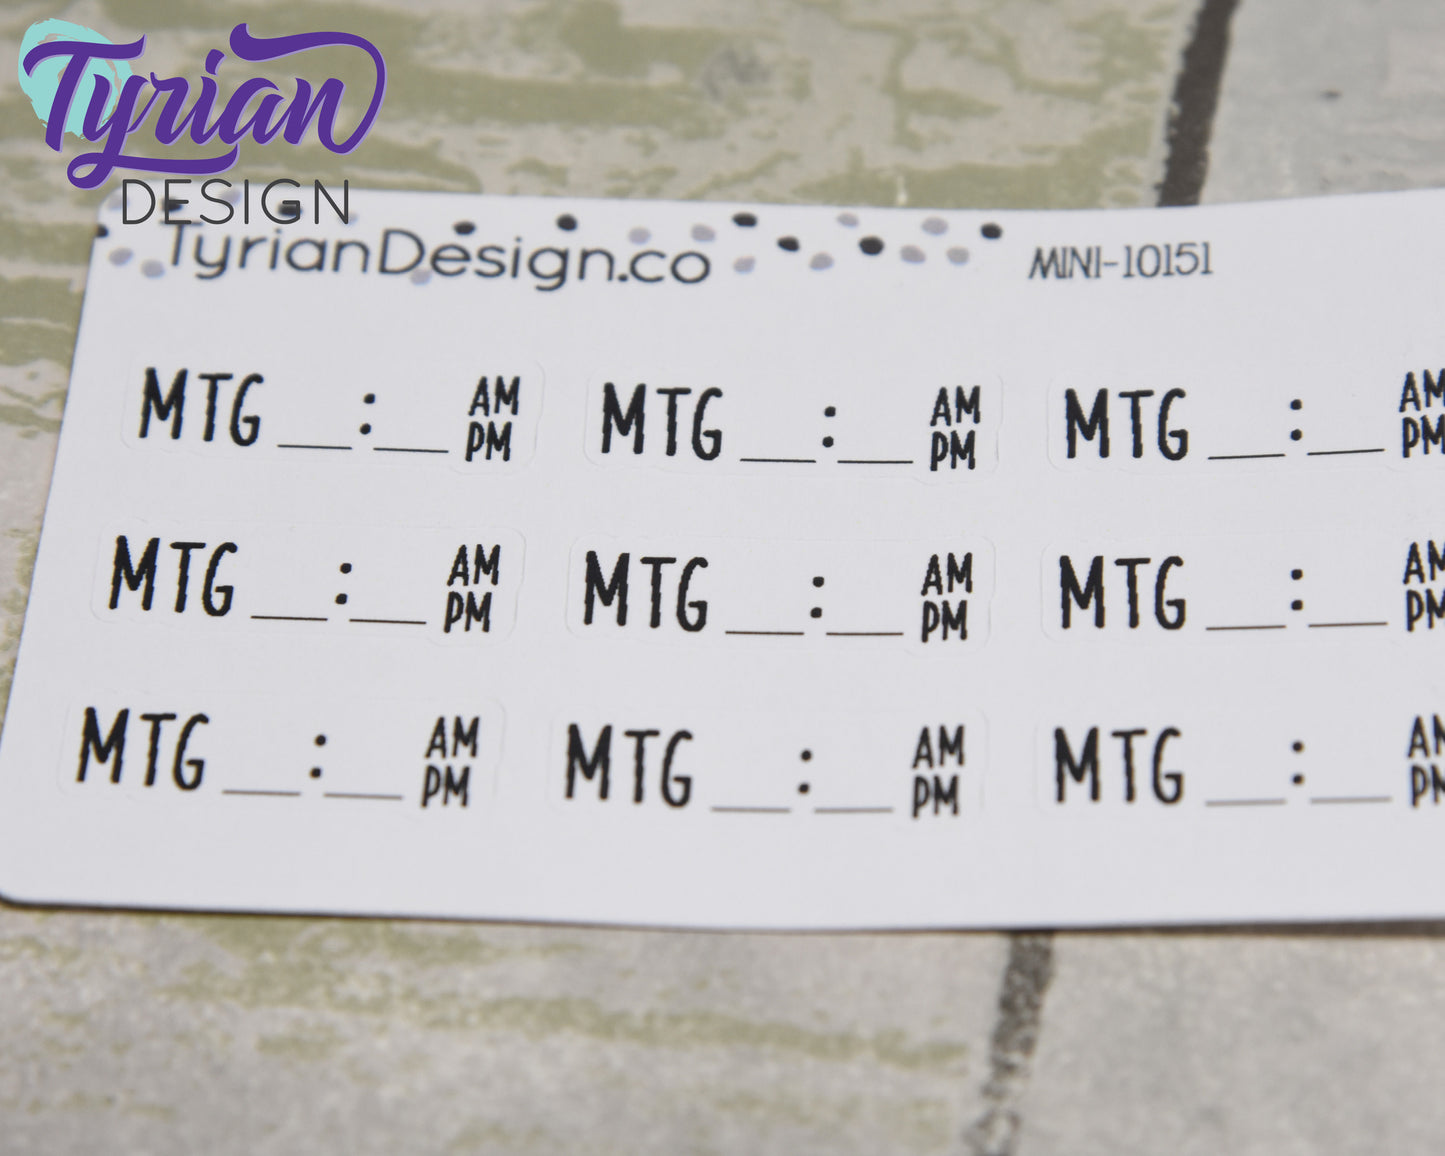 Tyrian
DESIGN
TyrianDesign.co
MINI-10151
MTG __:__ AM PM MTG __:__ AM PM MTG __:__ AM PM
MTG __:__ AM PM MTG __:__ AM PM MTG __:__ AM PM
MTG __:__ AM PM MTG __:__ AM PM MTG __:__ AM PM